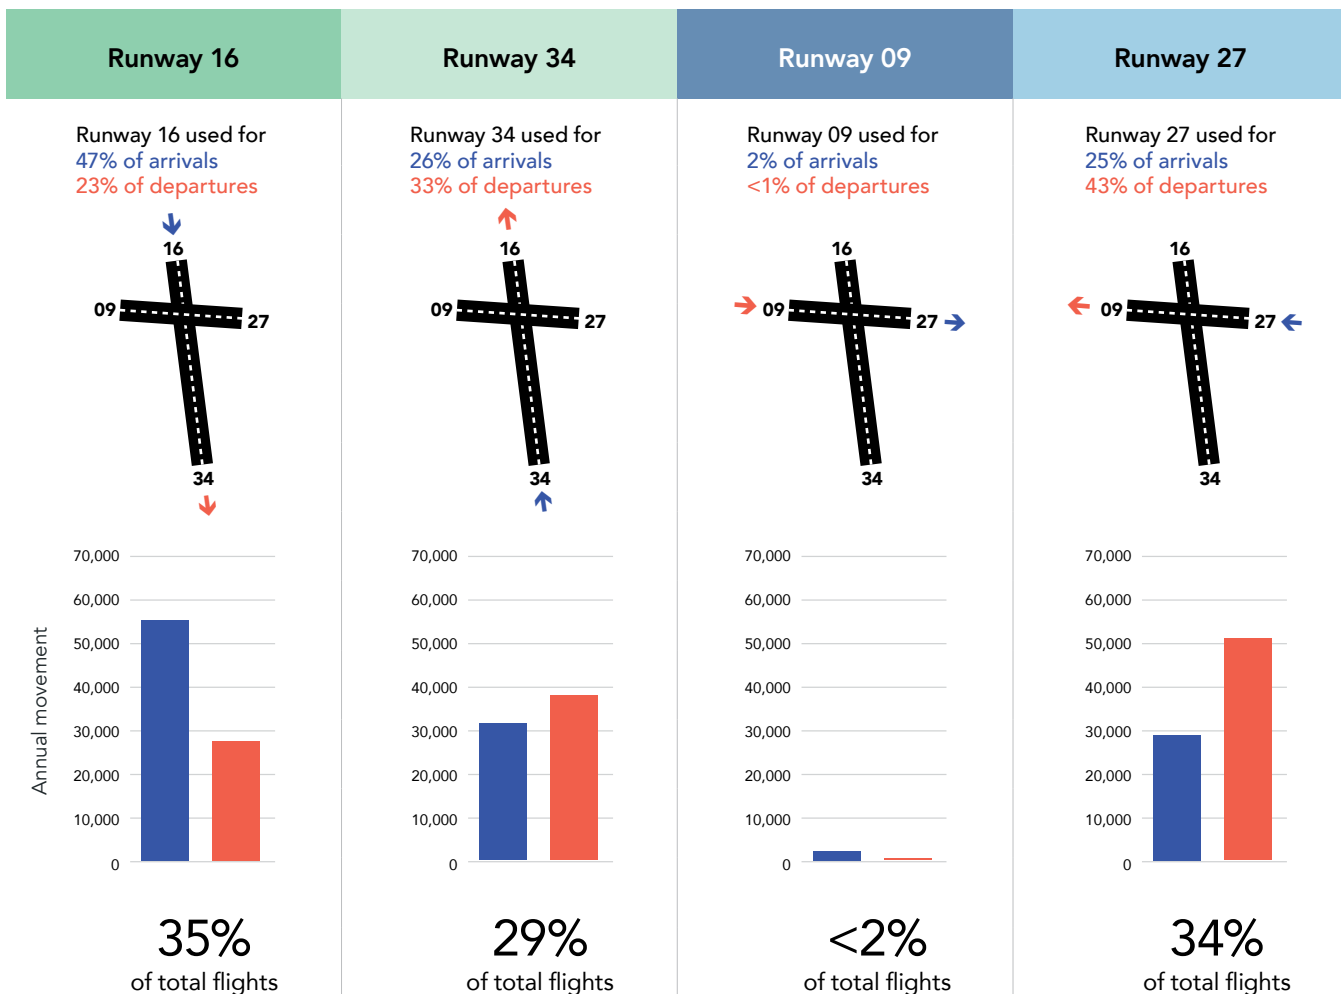 Runway 16
Runway 16 used for
47% of arrivals
23% of departures
16
09
27
34
Annual movement
70,000
60,000
50,000
40,000
30,000
20,000
10,000
0
35%
of total flights
Runway 34
Runway 34 used for
26% of arrivals
33% of departures
16
09
27
34
70,000
60,000
50,000
40,000
30,000
20,000
10,000
0
29%
of total flights
Runway 09
Runway 09 used for
2% of arrivals
<1% of departures
16
09
27
34
70,000
60,000
50,000
40,000
30,000
20,000
10,000
0
<2%
of total flights
Runway 27
Runway 27 used for
25% of arrivals
43% of departures
16
09
27
34
70,000
60,000
50,000
40,000
30,000
20,000
10,000
0
34%
of total flights